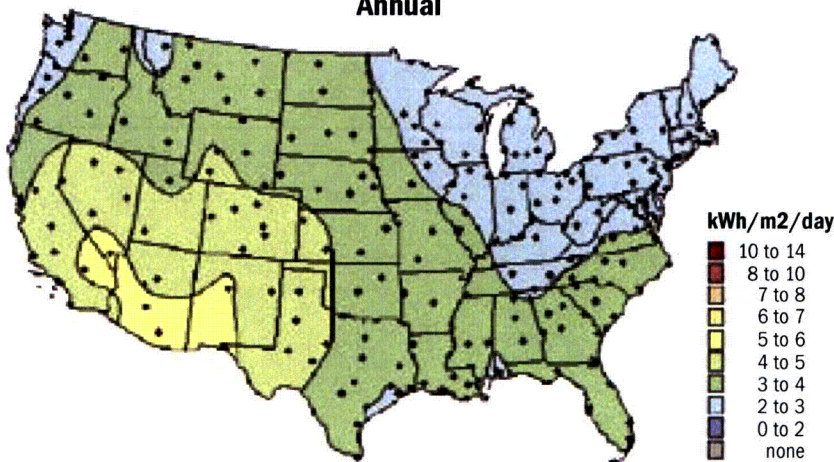 Annual
kWh/m2/day
10 to 14
8 to 10
7 to 8
6 to 7
5 to 6
4 to 5
3 to 4
2 to 3
0 to 2
none